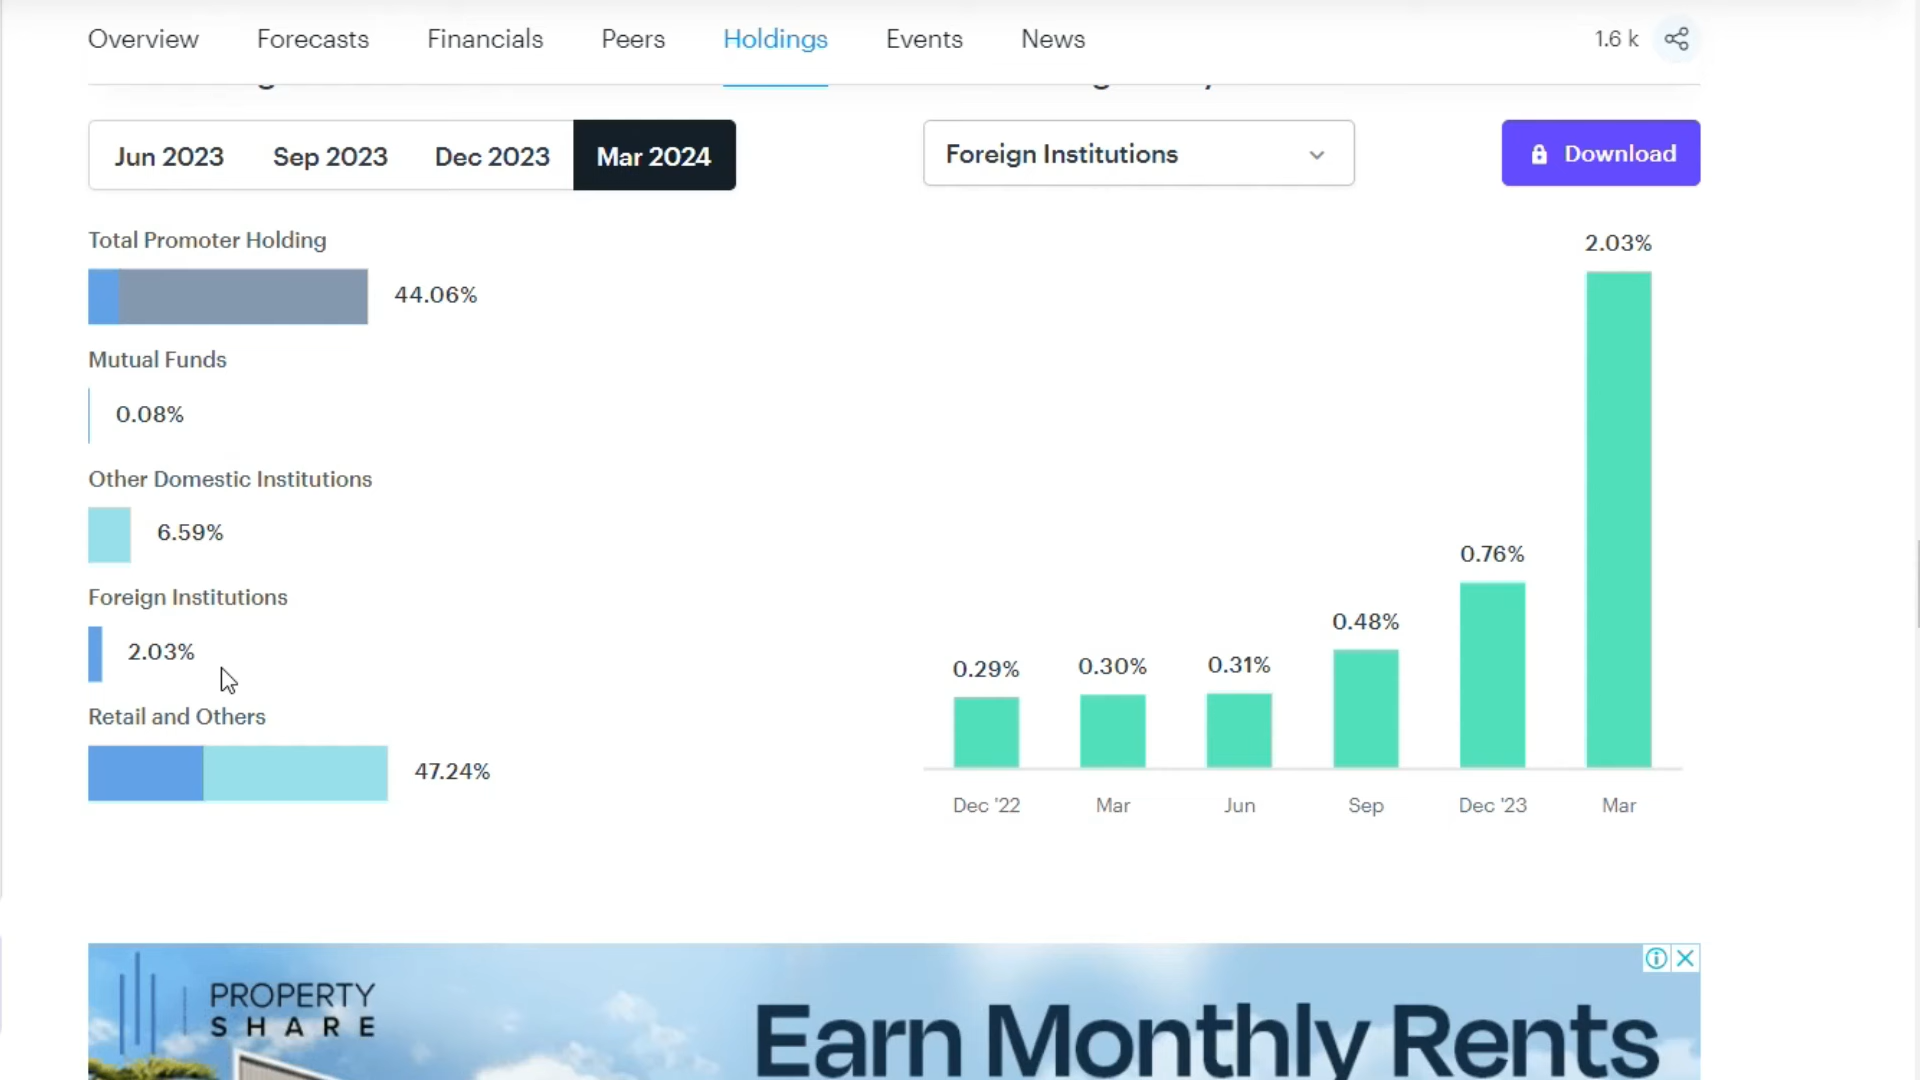 Overview Forecasts Financials Peers Holdings Events News 1.6 k
Jun 2023 Sep 2023 Dec 2023 Mar 2024
Foreign Institutions
Download
Total Promoter Holding
44.06%
Mutual Funds
0.08%
Other Domestic Institutions
6.59%
Foreign Institutions
2.03%
Retail and Others
47.24%
2.03%
0.76%
0.48%
0.29% 0.30% 0.31%
Dec '22 Mar Jun Sep Dec '23 Mar
PROPERTY
SHARE
Earn Monthly Rents